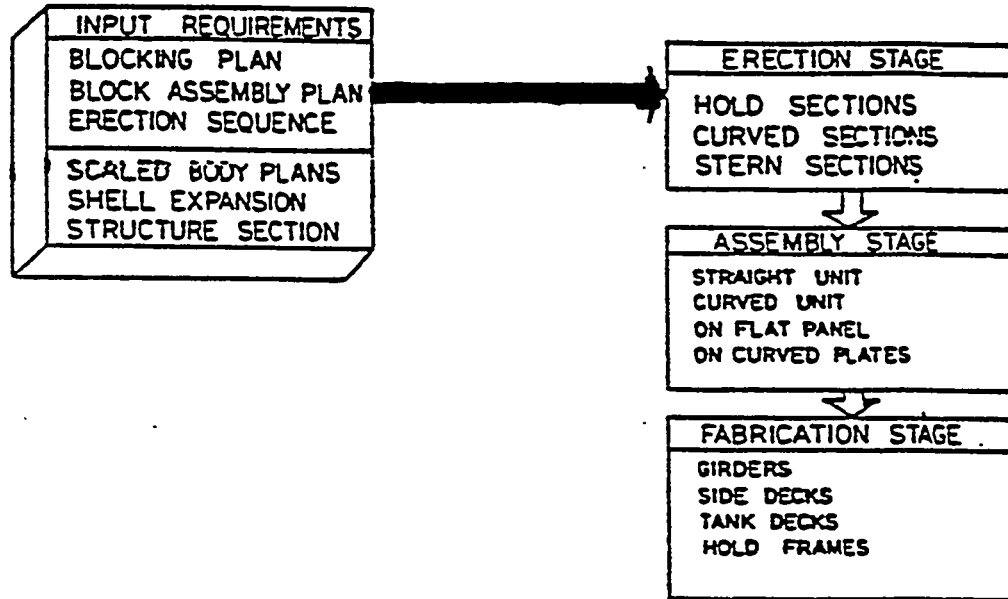 INPUT REQUIREMENTS
BLOCKING PLAN
BLOCK ASSEMBLY PLAN
ERECTION SEQUENCE
SCALED BODY PLANS
SHELL EXPANSION
STRUCTURE SECTION
ERECTION STAGE
HOLD SECTIONS
CURVED SECTIONS
STERN SECTIONS
ASSEMBLY STAGE
STRAIGHT UNIT
CURVED UNIT
ON FLAT PANEL
ON CURVED PLATES
FABRICATION STAGE
GIRDERS
SIDE DECKS
TANK DECKS
HOLD FRAMES